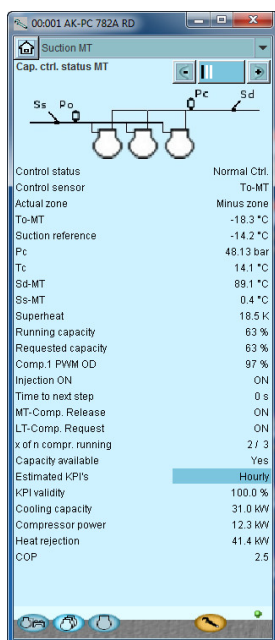 00:001 AK-PC 782A RD
Suction MT
Cap. ctrl. status MT
Ss Po Pc Sd
Control status Normal Ctrl.
Control sensor To-MT
Actual zone Minus zone
To-MT -18.3 °C
Suction reference -14.2 °C
Pc 48.13 bar
Tc 14.1 °C
Sd-MT 89.1 °C
Ss-MT 0.4 °C
Superheat 18.5 K
Running capacity 63 %
Requested capacity 63 %
Comp.1 PWM OD 97 %
Injection ON ON
Time to next step 0 s
MT-Comp. Release ON
LT-Comp. Request ON
x of n compr. running 2 / 3
Capacity available Yes
Estimated KPI's Hourly
KPI validity 100.0 %
Cooling capacity 31.0 kW
Compressor power 12.3 kW
Heat rejection 41.4 kW
COP 2.5